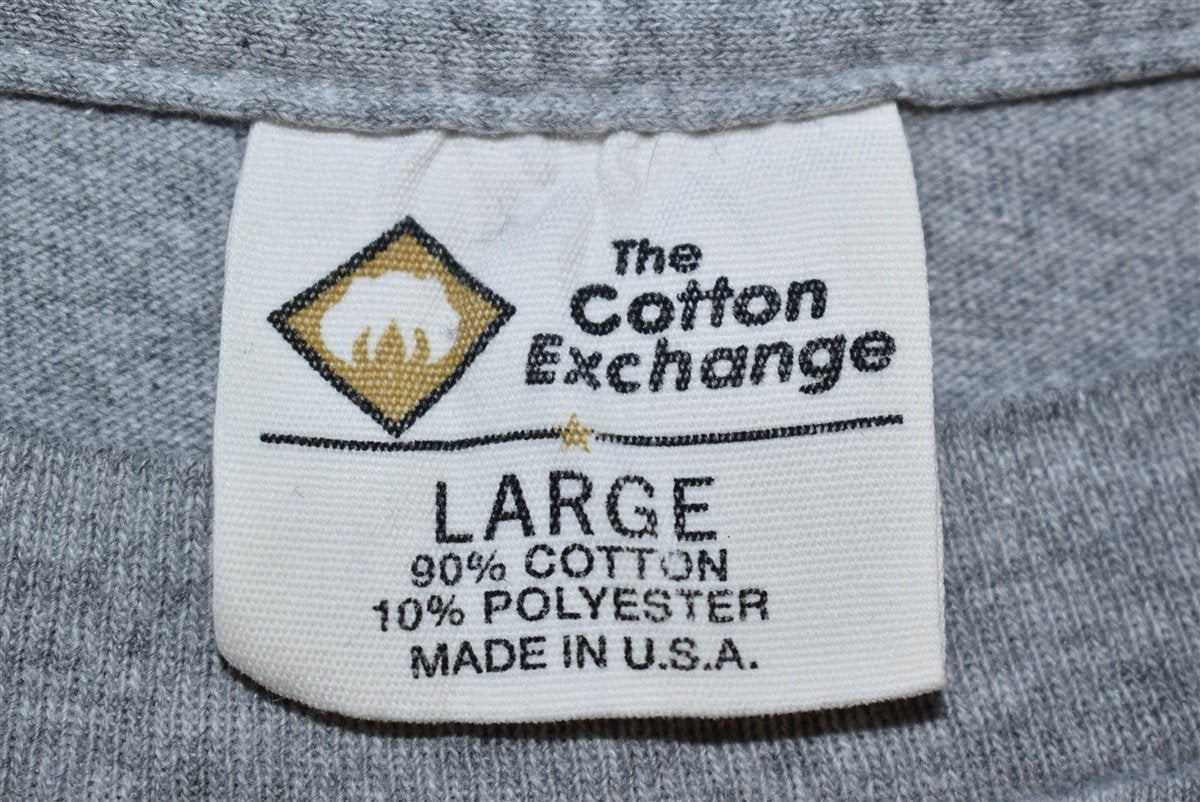 The
Cotton
Exchange
LARGE
90% COTTON
10% POLYESTER
MADE IN U.S.A.